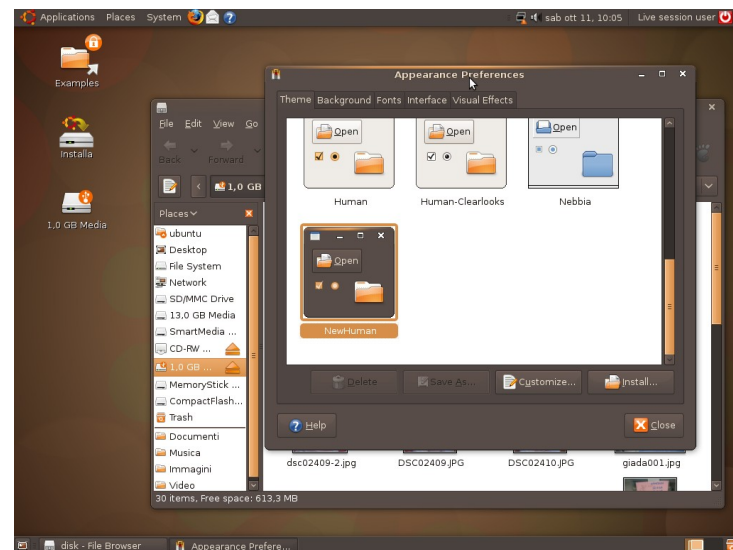 Applications Places System
sab ott 11, 10:05 Live session user
Examples
Installa
1,0 GB Media
File Edit View Go
Back Forward
1,0 GB
Places
ubuntu
Desktop
File System
Network
SD/MMC Drive
13,0 GB Media
SmartMedia ...
CD-RW ...
1,0 GB ...
MemoryStick ...
CompactFlash...
Trash
Documenti
Musica
Immagini
Video
30 items, Free space: 613,3 MB
dsc02409-2.jpg DSC02409.JPG DSC02410.JPG giada001.jpg
Appearance Preferences
Theme Background Fonts Interface Visual Effects
Open Open Open
Human Human-Clearlooks Nebbia
Open
NewHuman
Delete Save As... Customize... Install...
Help Close
disk - File Browser Appearance Prefere...